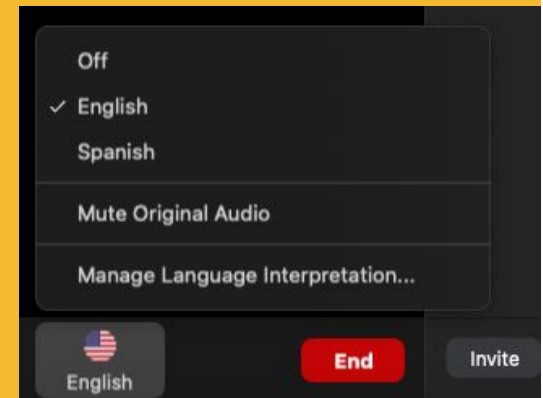 Off
✓ English
Spanish
Mute Original Audio
Manage Language Interpretation...
English
End
Invite